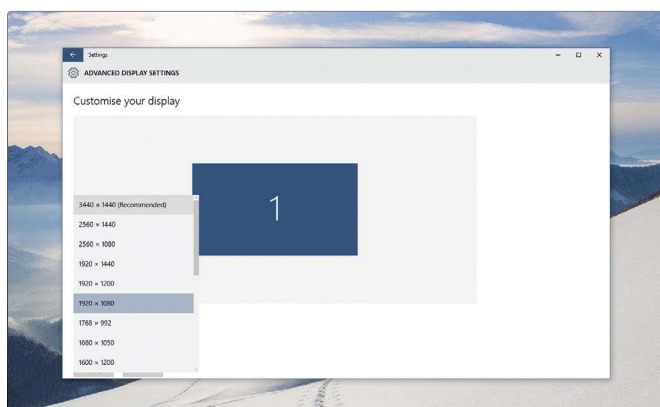 Settings
ADVANCED DISPLAY SETTINGS
Customise your display
1
3440 × 1440 (Recommended)
2560 × 1440
2560 × 1080
1920 × 1440
1920 × 1200
1920 × 1080
1768 × 992
1680 × 1050
1600 × 1200